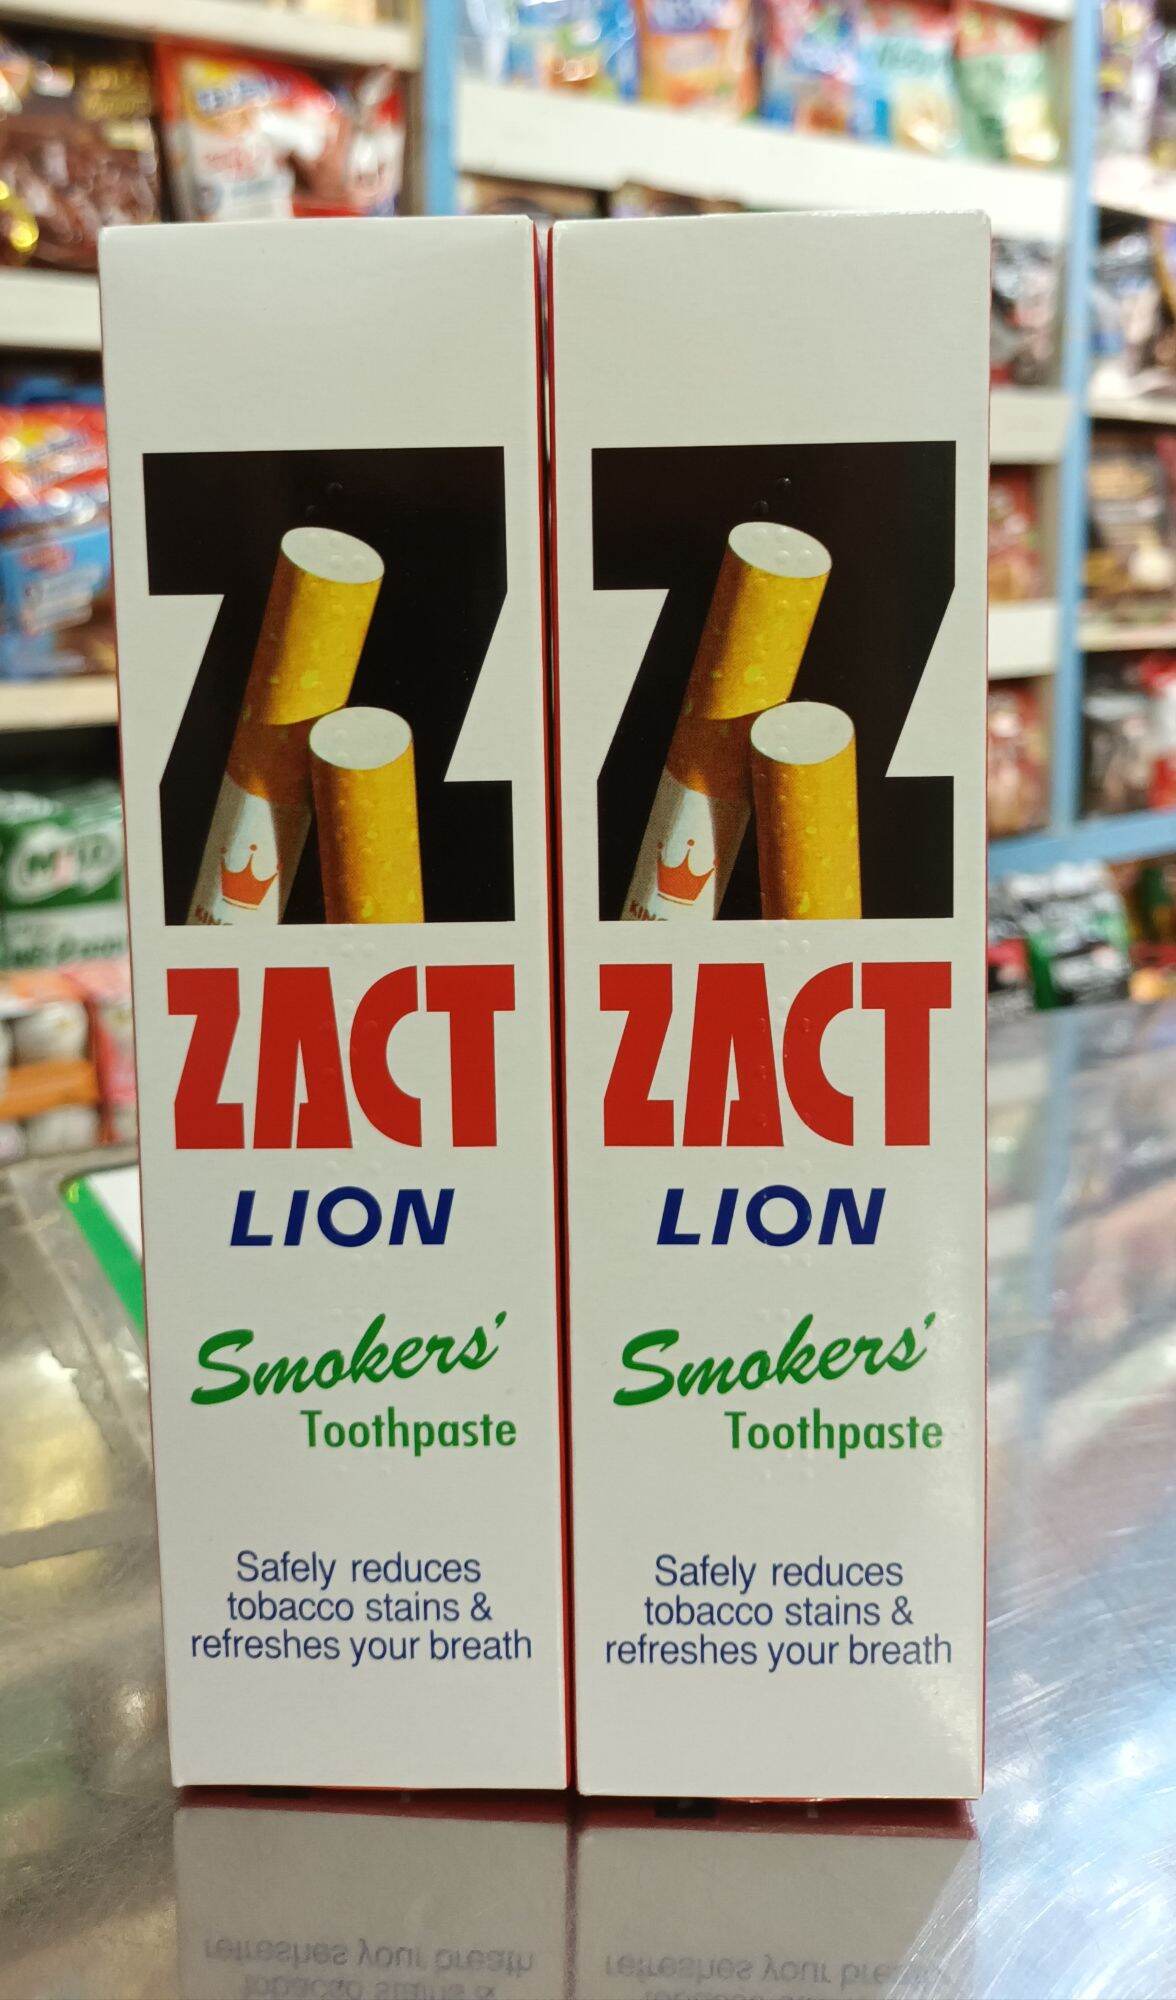 ZACT
LION
Smokers'
Toothpaste
Safely reduces
tobacco stains &
refreshes your breath
ZACT
LION
Smokers'
Toothpaste
Safely reduces
tobacco stains &
refreshes your breath